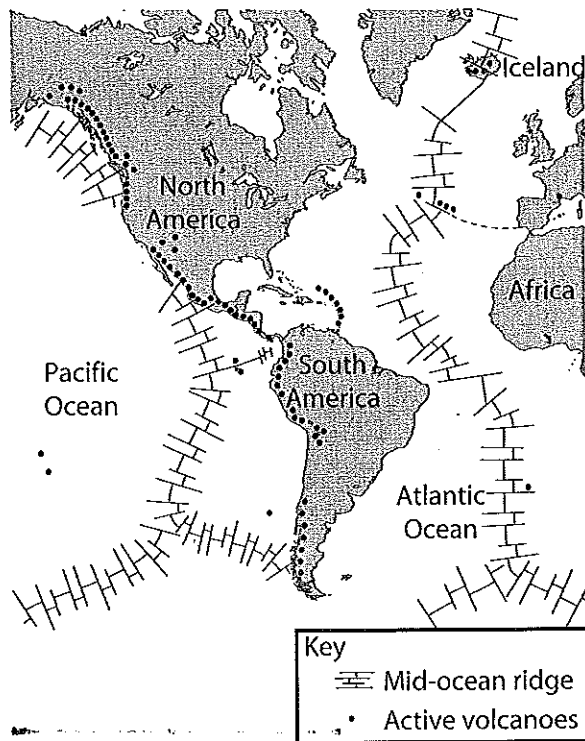 Iceland
North
America
Africa
Pacific
Ocean
South
America
Atlantic
Ocean
Key
Mid-ocean ridge
Active volcanoes